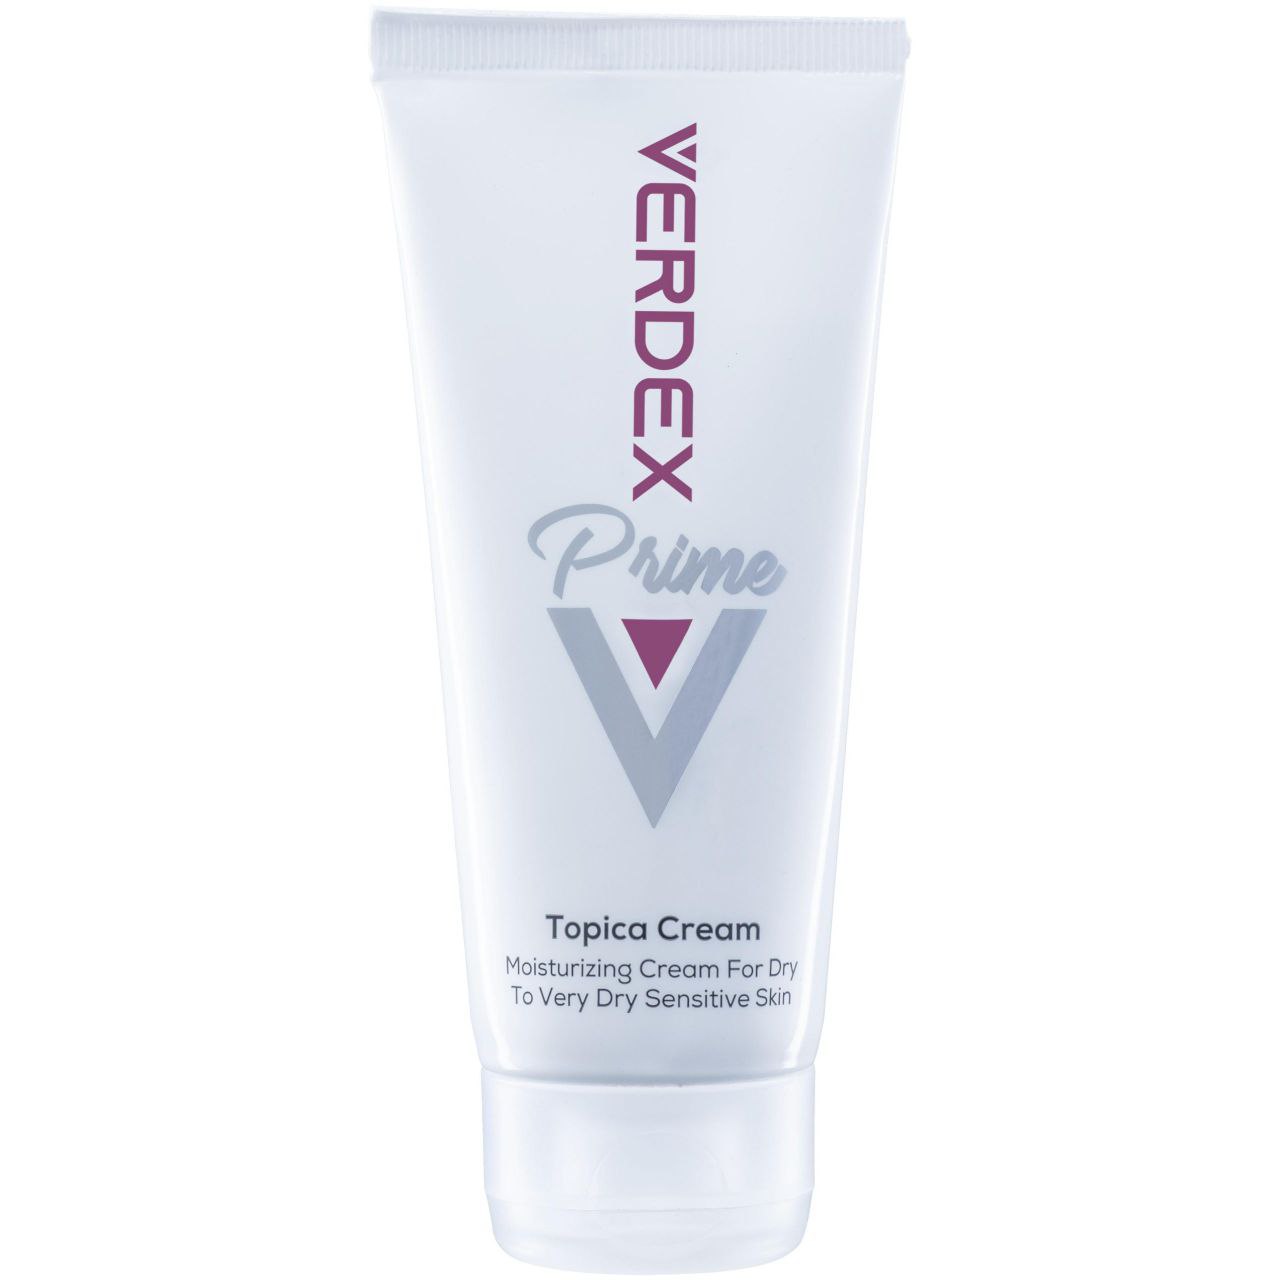 VERDEX
Prime
Topica Cream
Moisturizing Cream For Dry
To Very Dry Sensitive Skin